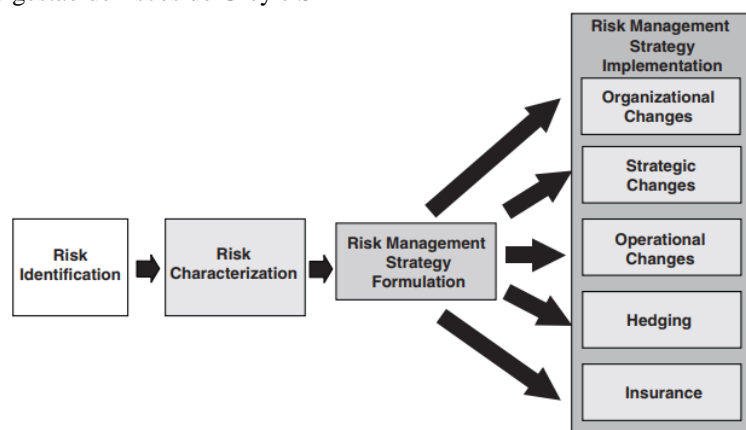 Risk Management
Strategy
Implementation
Organizational
Changes
Strategic
Changes
Operational
Changes
Hedging
Insurance
Risk
Identification
Risk
Characterization
Risk Management
Strategy
Formulation